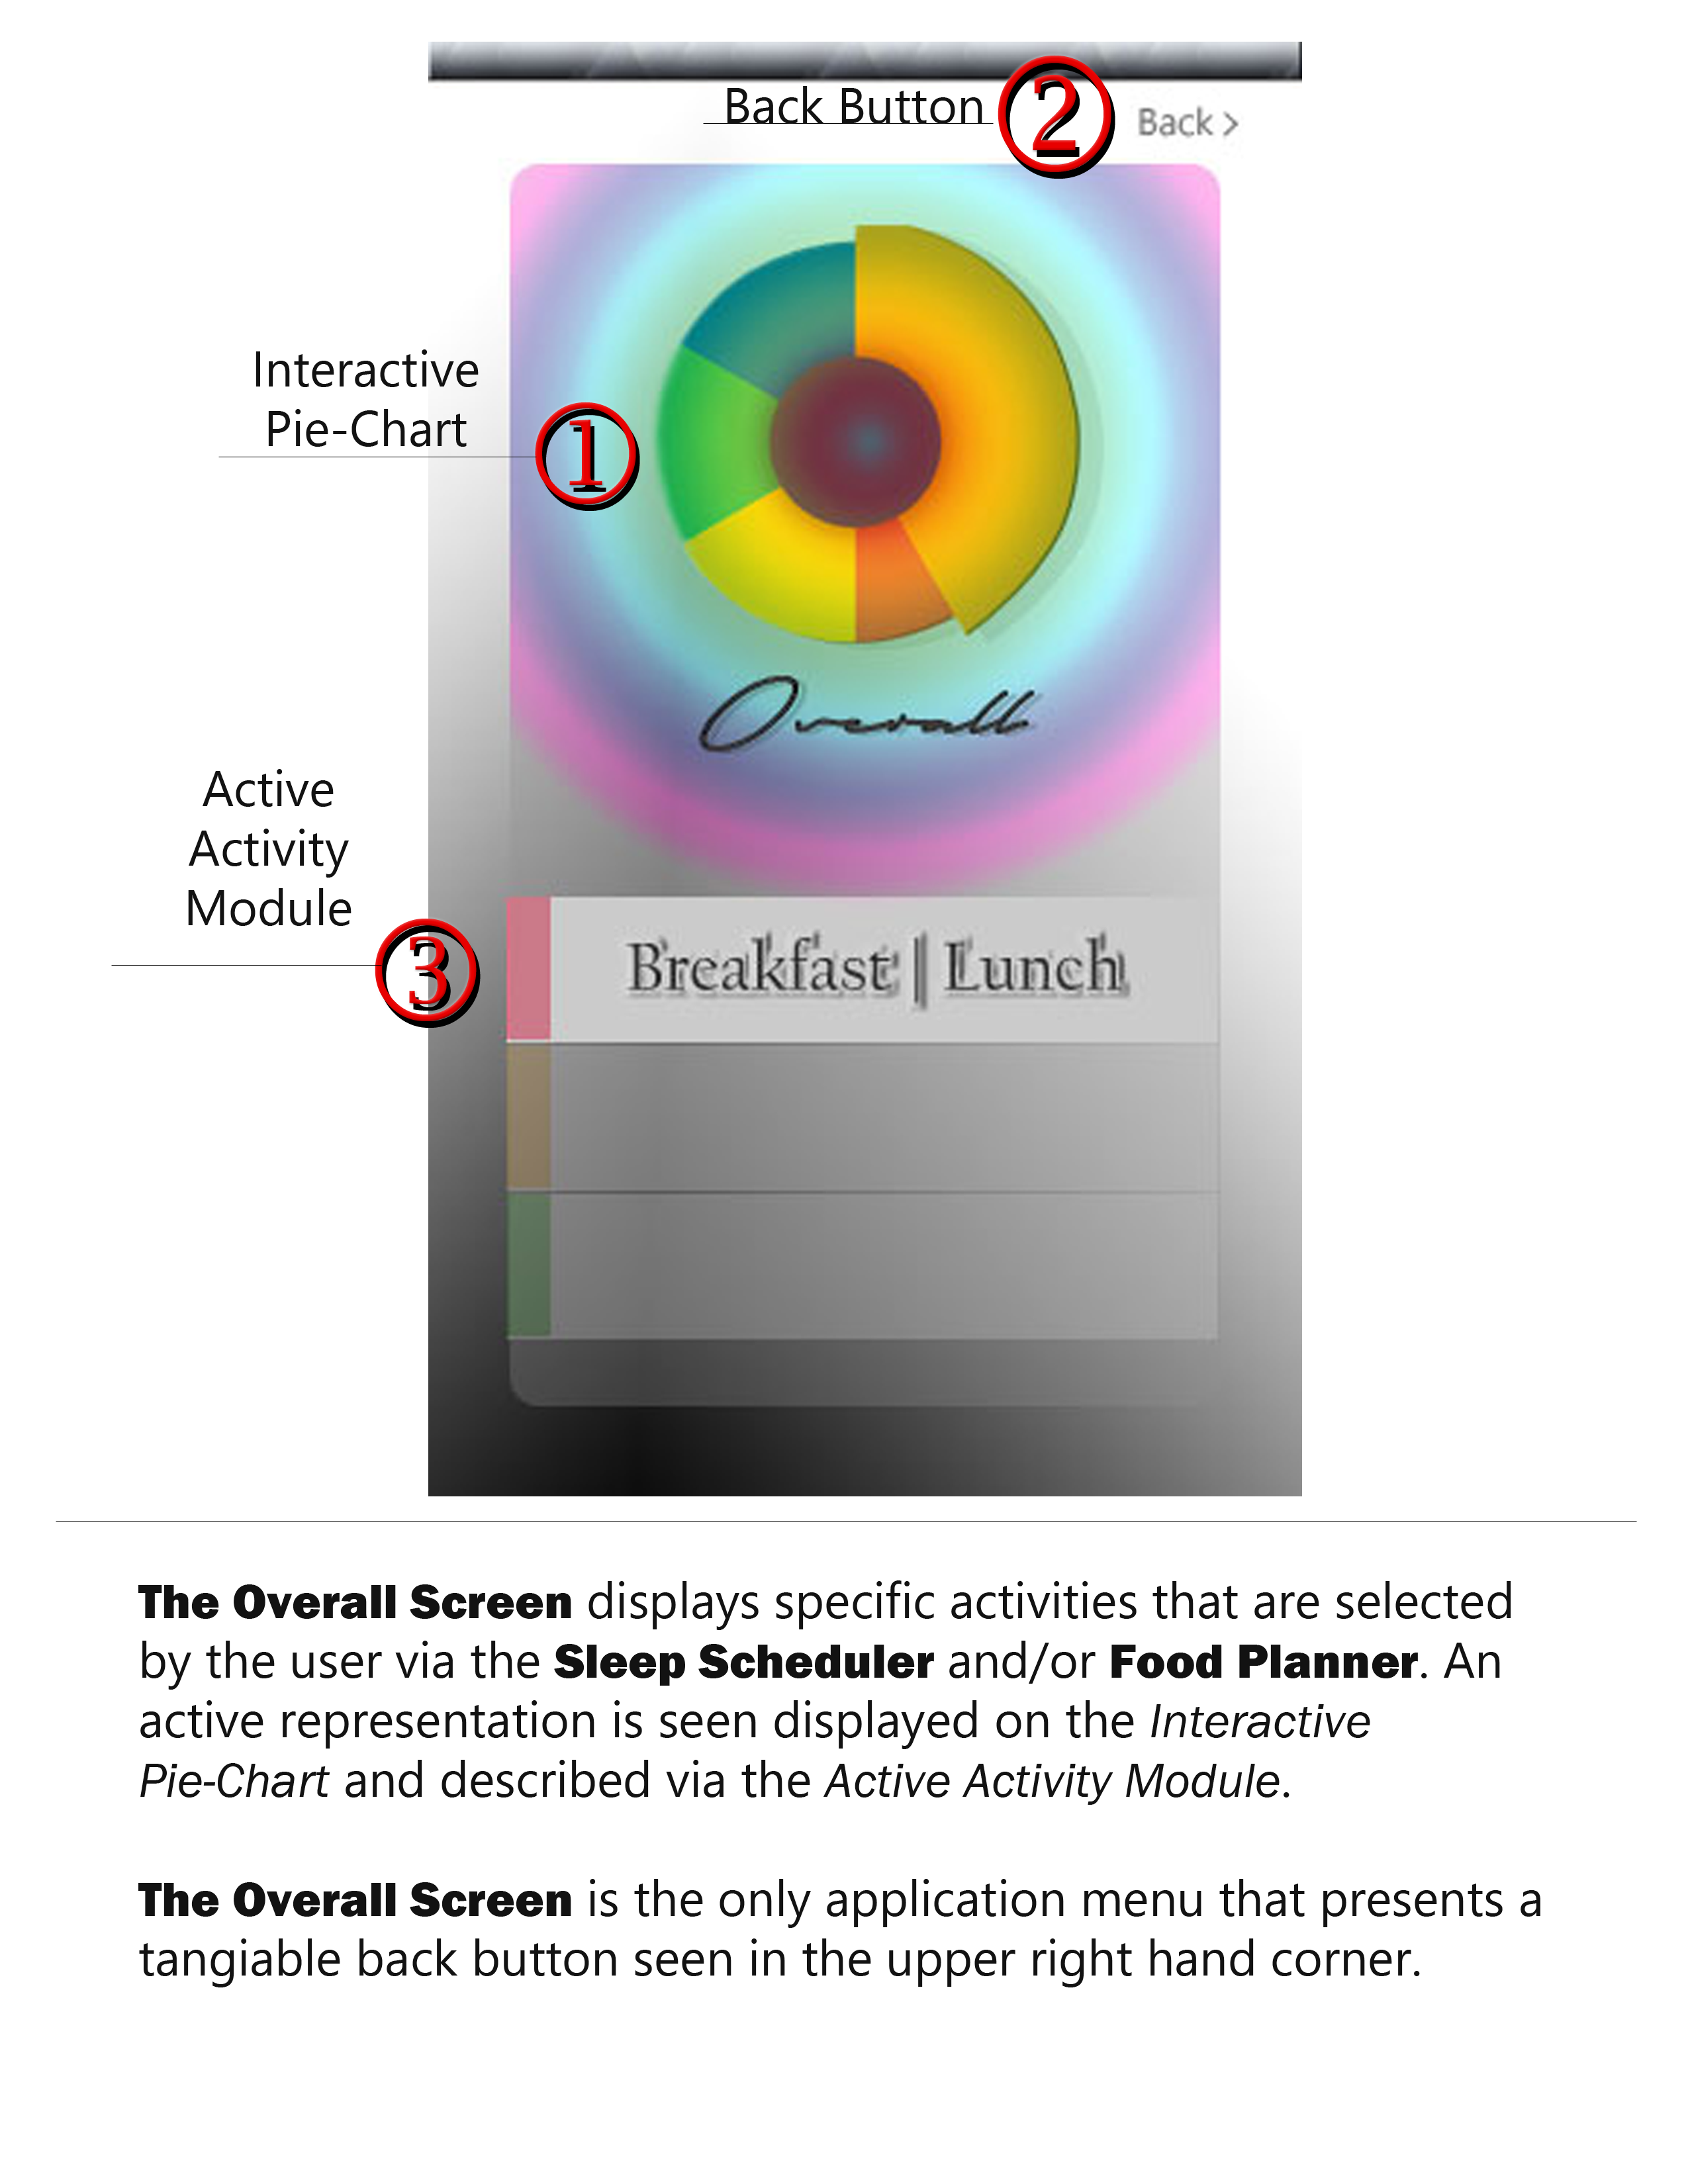 Back Button
②
Back >
Interactive
Pie-Chart
①
Overall
Active
Activity
Module
③
Breakfast | Lunch
The Overall Screen displays specific activities that are selected
by the user via the Sleep Scheduler and/or Food Planner. An
active representation is seen displayed on the Interactive
Pie-Chart and described via the Active Activity Module.
The Overall Screen is the only application menu that presents a
tangiable back button seen in the upper right hand corner.